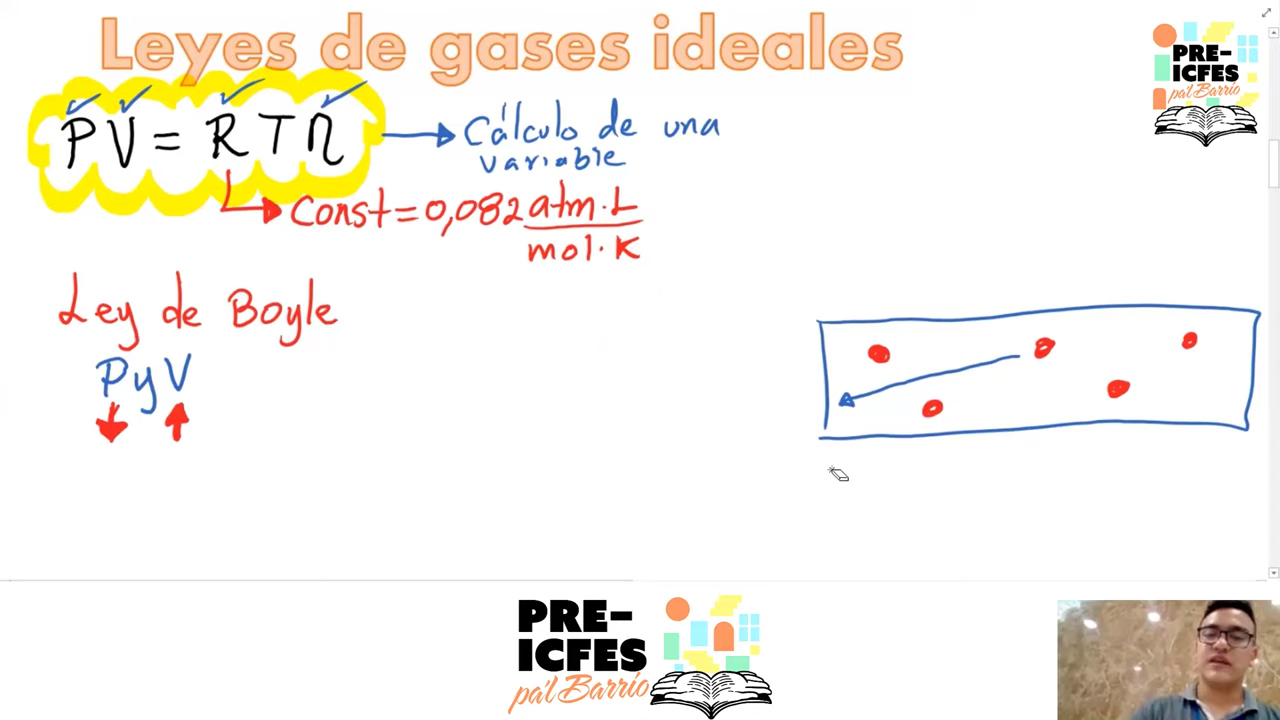 Leyes de gases ideales
PRE-
ICFES
pa'l Barrio
PV = RTn
Cálculo de una
variable
Const = 0,082 atm·L
mol·K
Ley de Boyle
P y V
PRE-
ICFES
pa'l Barrio